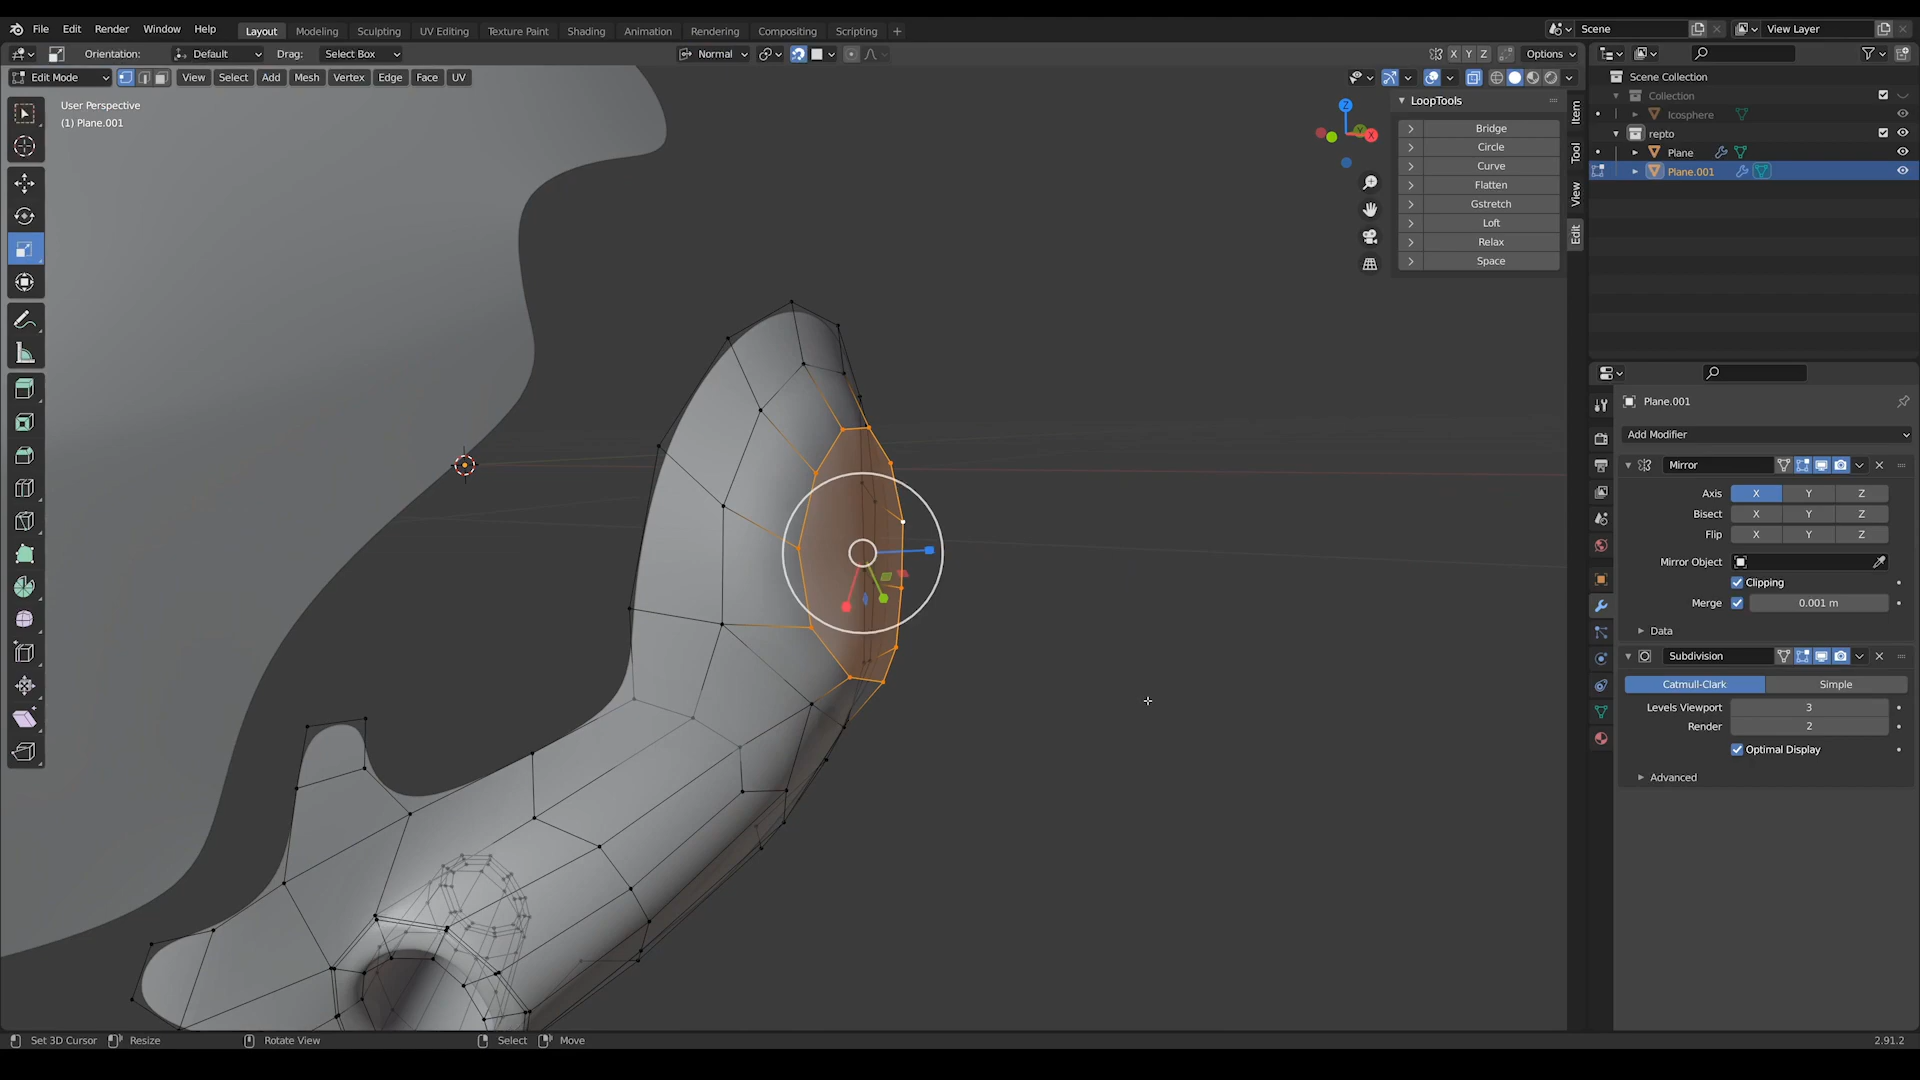 File Edit Render Window Help Layout Modeling Sculpting UV Editing Texture Paint Shading Animation Rendering Compositing Scripting + Scene View Layer
Orientation: Default Drag: Select Box Normal X Y Z Options
Edit Mode View Select Add Mesh Vertex Edge Face UV
User Perspective
(1) Plane.001
Z
Y
X
LoopTools
Bridge
Circle
Curve
Flatten
Gstretch
Loft
Relax
Space
Item
Tool
View
Edit
Scene Collection
Collection
Icosphere
repto
Plane
Plane.001
Plane.001
Add Modifier
Mirror
Axis X Y Z
Bisect X Y Z
Flip X Y Z
Mirror Object
Clipping
Merge 0.001 m
Data
Subdivision
Catmull-Clark Simple
Levels Viewport 3
Render 2
Optimal Display
Advanced
Set 3D Cursor Resize Rotate View Select Move 2.91.2